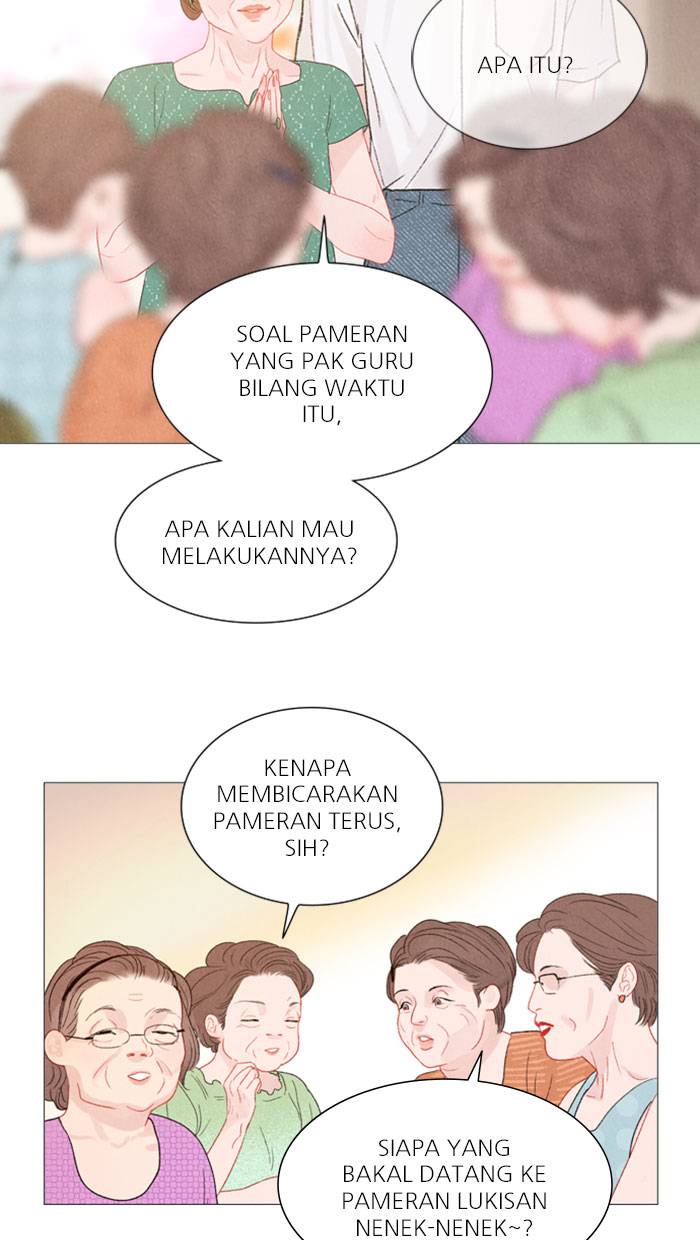 APA ITU?
SOAL PAMERAN
YANG PAK GURU
BILANG WAKTU
ITU,
APA KALIAN MAU
MELAKUKANNYA?
KENAPA
MEMBICARAKAN
PAMERAN TERUS,
SIH?
SIAPA YANG
BAKAL DATANG KE
PAMERAN LUKISAN
NENEK-NENEK~?